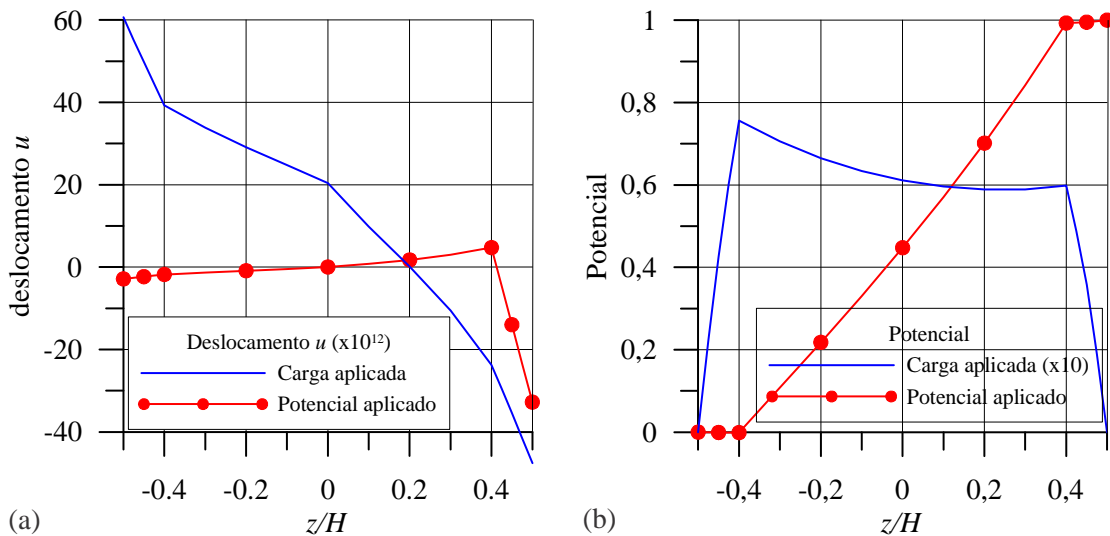 60
40
20
0
-20
-40
deslocamento u
Deslocamento u (x10¹²)
Carga aplicada
Potencial aplicado
-0.4
-0.2
0
0.2
0.4
z/H
(a)
1
0,8
0,6
0,4
0,2
0
Potencial
Potencial
Carga aplicada (x10)
Potencial aplicado
-0,4
-0,2
0
0,2
0,4
z/H
(b)